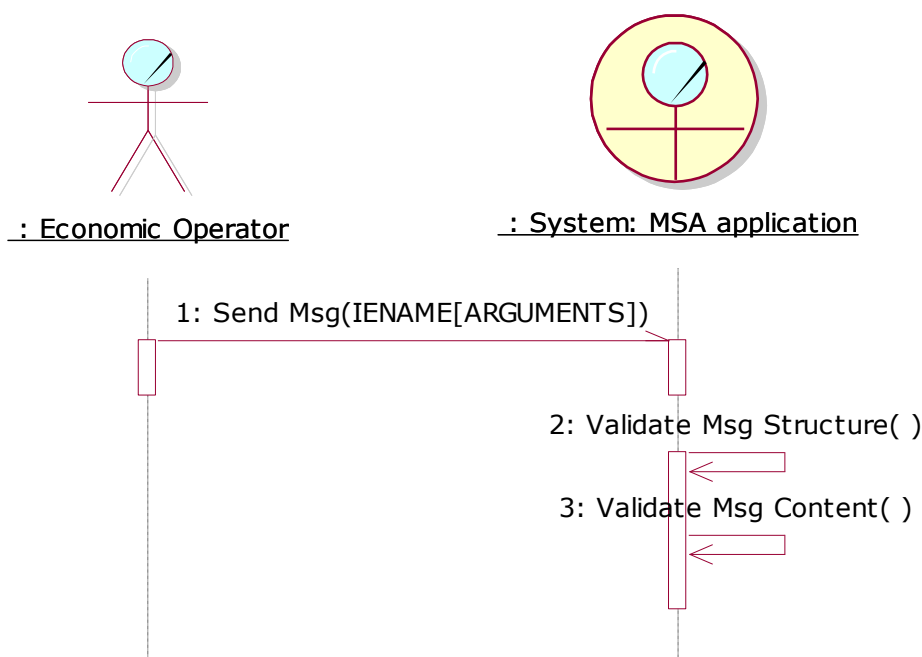 : Economic Operator
: System: MSA application
1: Send Msg(IENAME[ARGUMENTS])
2: Validate Msg Structure( )
3: Validate Msg Content( )